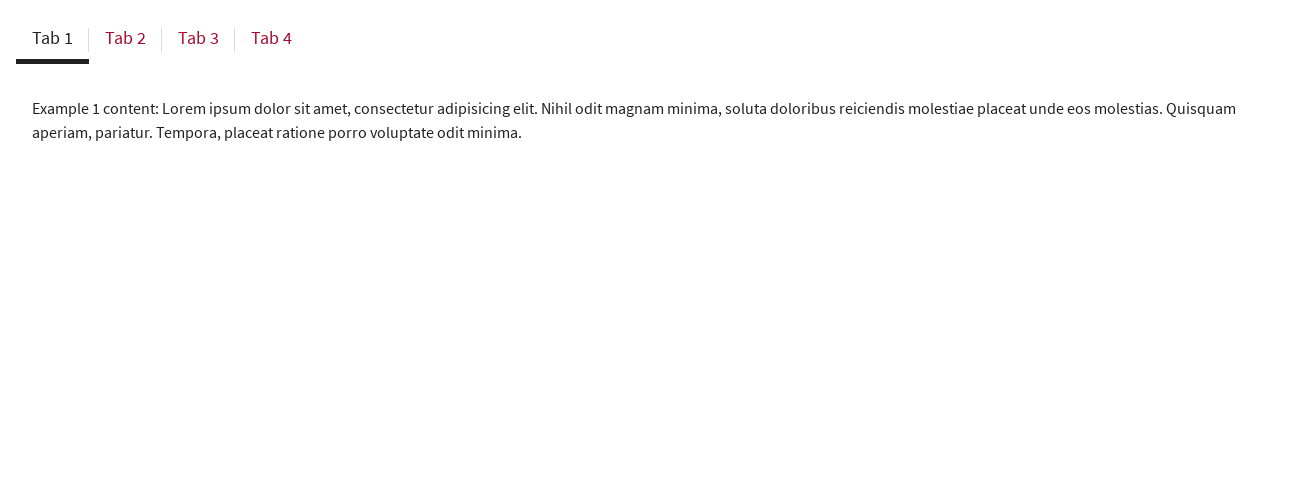 Tab 1 Tab 2 Tab 3 Tab 4
Example 1 content: Lorem ipsum dolor sit amet, consectetur adipisicing elit. Nihil odit magnam minima, soluta doloribus reiciendis molestiae placeat unde eos molestias. Quisquam
aperiam, pariatur. Tempora, placeat ratione porro voluptate odit minima.